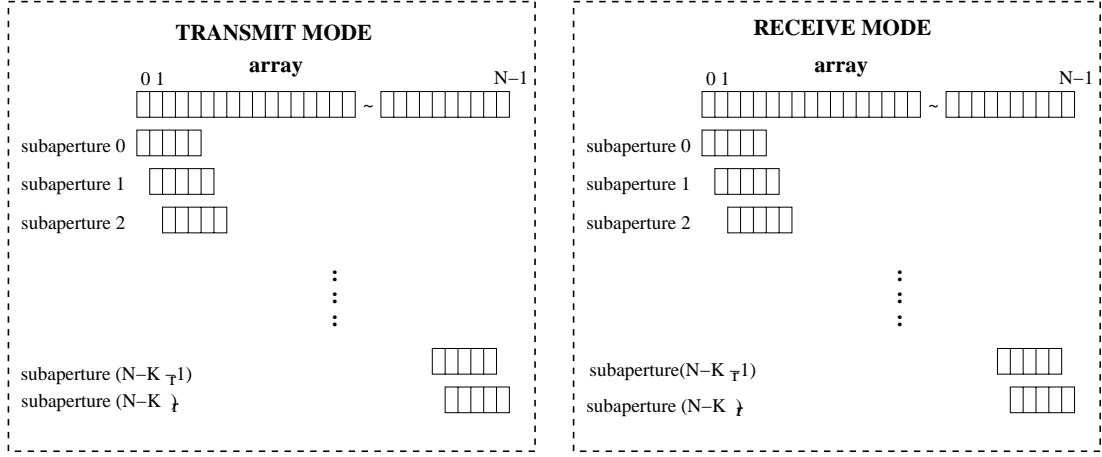 TRANSMIT MODE
array
0 1
N–1
~
subaperture 0
subaperture 1
subaperture 2
subaperture (N–K T–1)
subaperture (N–K )
RECEIVE MODE
array
0 1
N–1
~
subaperture 0
subaperture 1
subaperture 2
subaperture(N–K T–1)
subaperture (N–K )